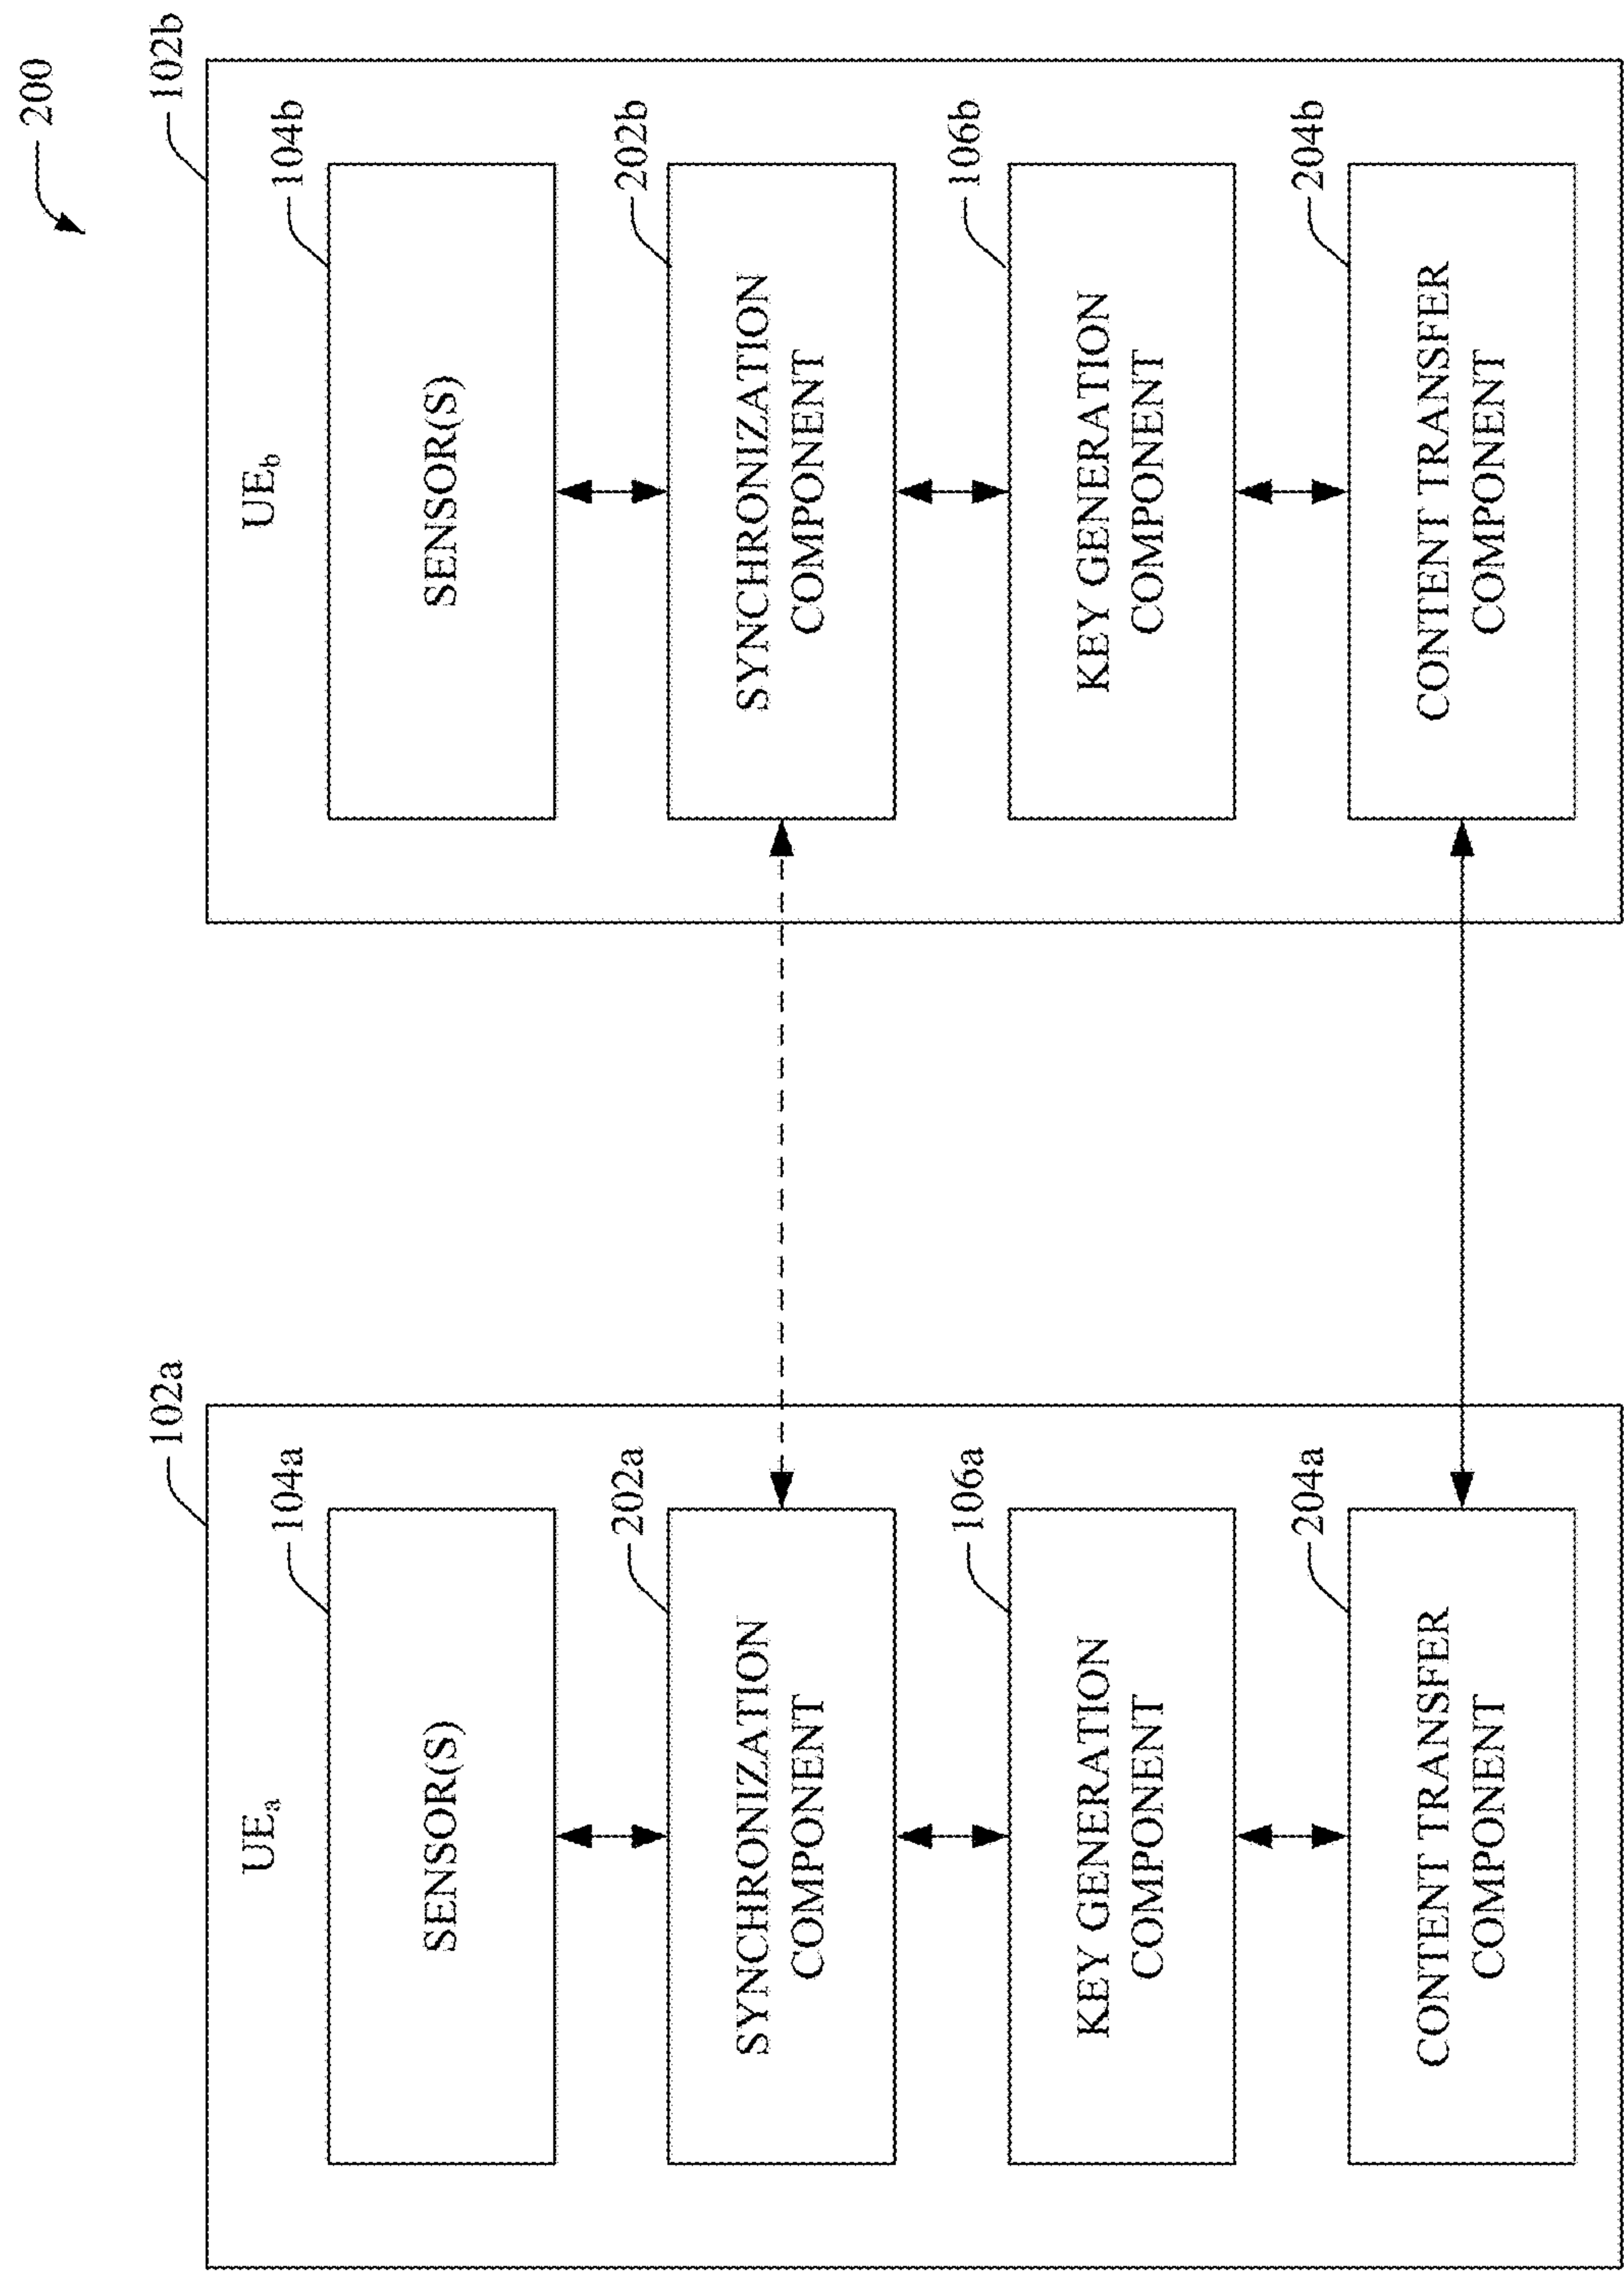 200
102a
UEₐ
104a
SENSOR(S)
202a
SYNCHRONIZATION
COMPONENT
106a
KEY GENERATION
COMPONENT
204a
CONTENT TRANSFER
COMPONENT
102b
UE_b
104b
SENSOR(S)
202b
SYNCHRONIZATION
COMPONENT
106b
KEY GENERATION
COMPONENT
204b
CONTENT TRANSFER
COMPONENT